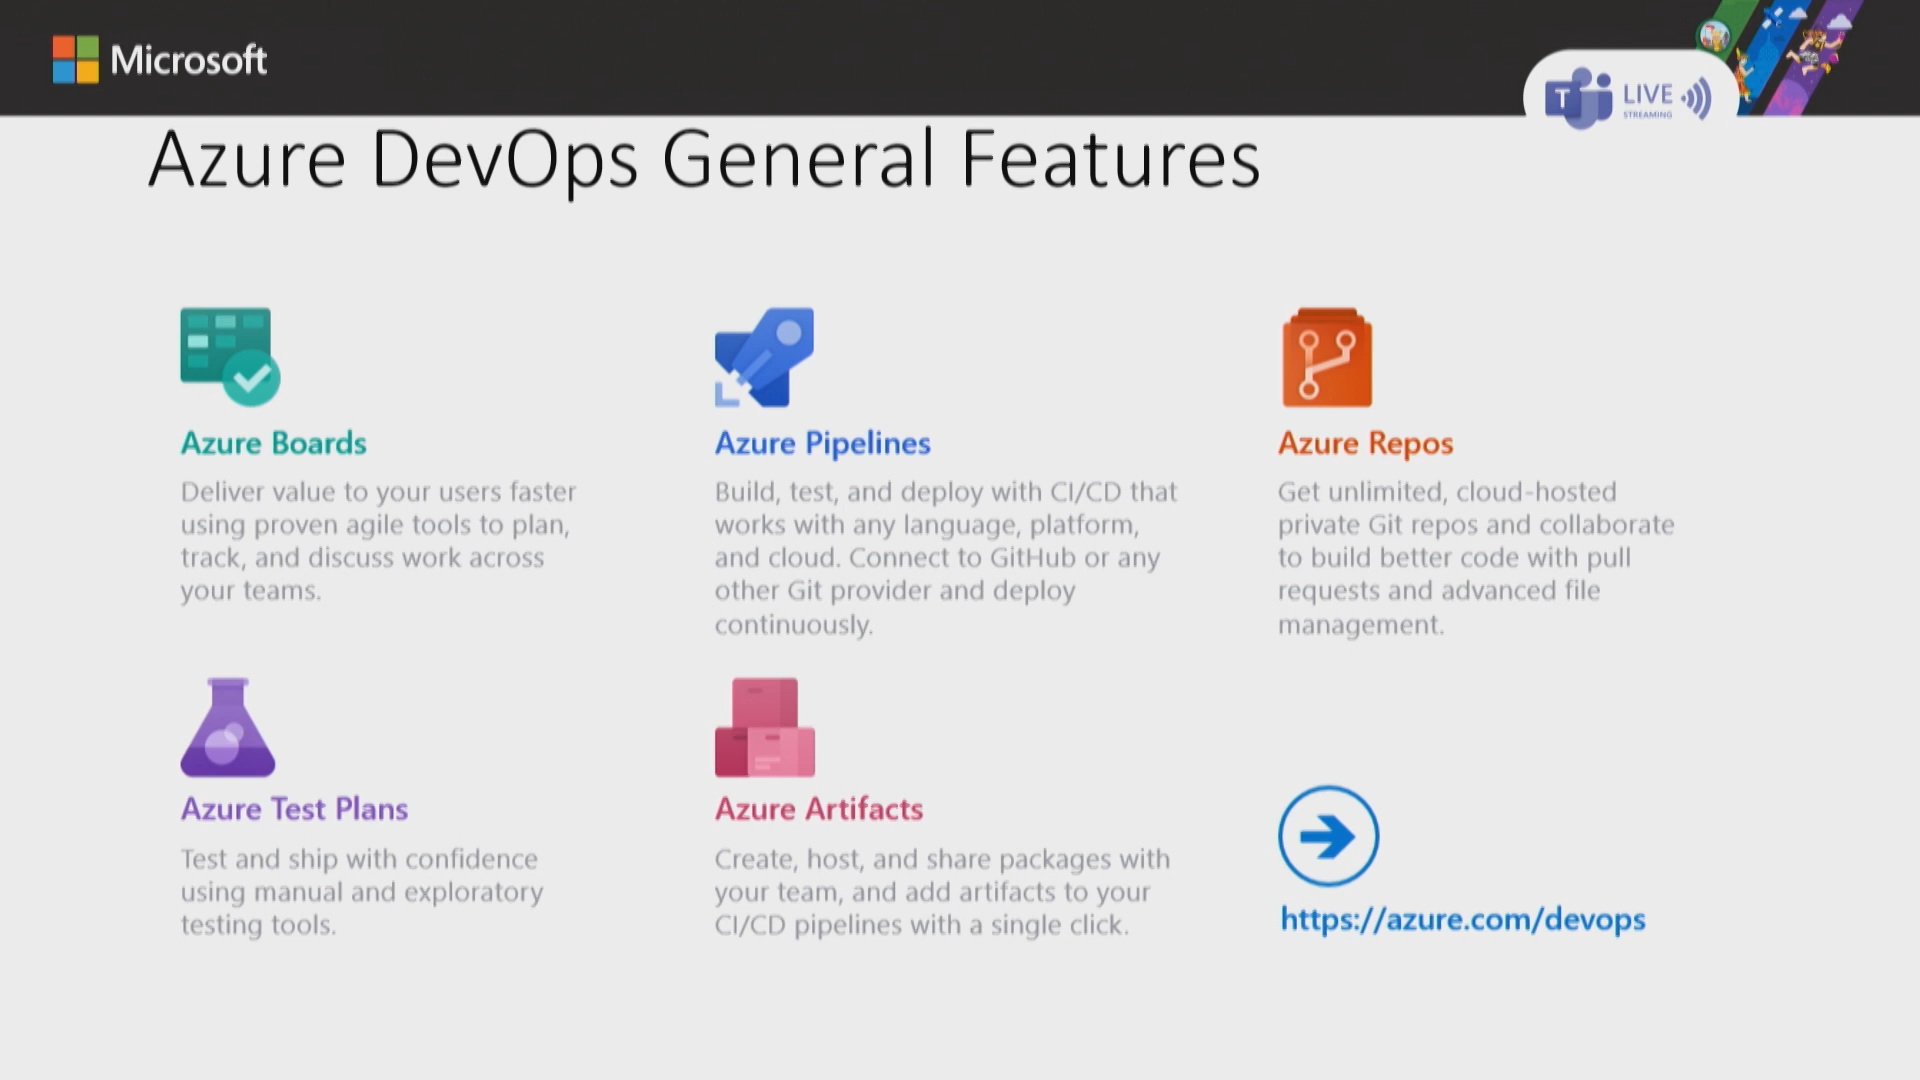 Microsoft
T
LIVE
STREAMING
Azure DevOps General Features
Azure Boards
Deliver value to your users faster
using proven agile tools to plan,
track, and discuss work across
your teams.
Azure Pipelines
Build, test, and deploy with CI/CD that
works with any language, platform,
and cloud. Connect to GitHub or any
other Git provider and deploy
continuously.
Azure Repos
Get unlimited, cloud-hosted
private Git repos and collaborate
to build better code with pull
requests and advanced file
management.
Azure Test Plans
Test and ship with confidence
using manual and exploratory
testing tools.
Azure Artifacts
Create, host, and share packages with
your team, and add artifacts to your
CI/CD pipelines with a single click.
https://azure.com/devops